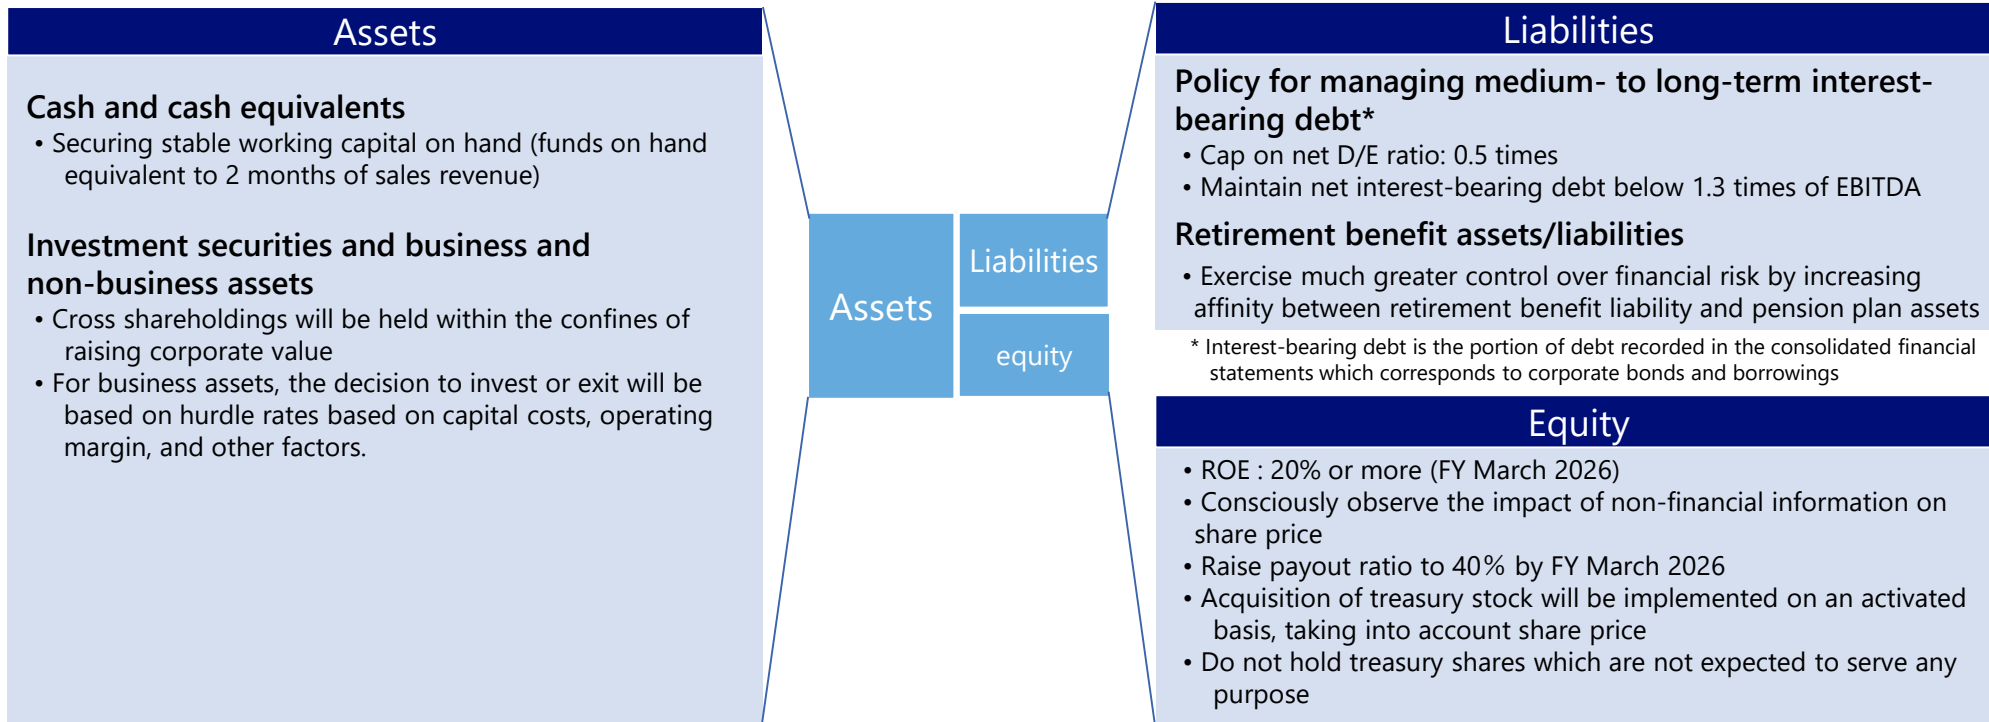 Assets
Cash and cash equivalents
• Securing stable working capital on hand (funds on hand
equivalent to 2 months of sales revenue)
Investment securities and business and
non-business assets
• Cross shareholdings will be held within the confines of
raising corporate value
• For business assets, the decision to invest or exit will be
based on hurdle rates based on capital costs, operating
margin, and other factors.
Assets
Liabilities
equity
Liabilities
Policy for managing medium- to long-term interest-
bearing debt*
• Cap on net D/E ratio: 0.5 times
• Maintain net interest-bearing debt below 1.3 times of EBITDA
Retirement benefit assets/liabilities
• Exercise much greater control over financial risk by increasing
affinity between retirement benefit liability and pension plan assets
* Interest-bearing debt is the portion of debt recorded in the consolidated financial
statements which corresponds to corporate bonds and borrowings
Equity
• ROE : 20% or more (FY March 2026)
• Consciously observe the impact of non-financial information on
share price
• Raise payout ratio to 40% by FY March 2026
• Acquisition of treasury stock will be implemented on an activated
basis, taking into account share price
• Do not hold treasury shares which are not expected to serve any
purpose